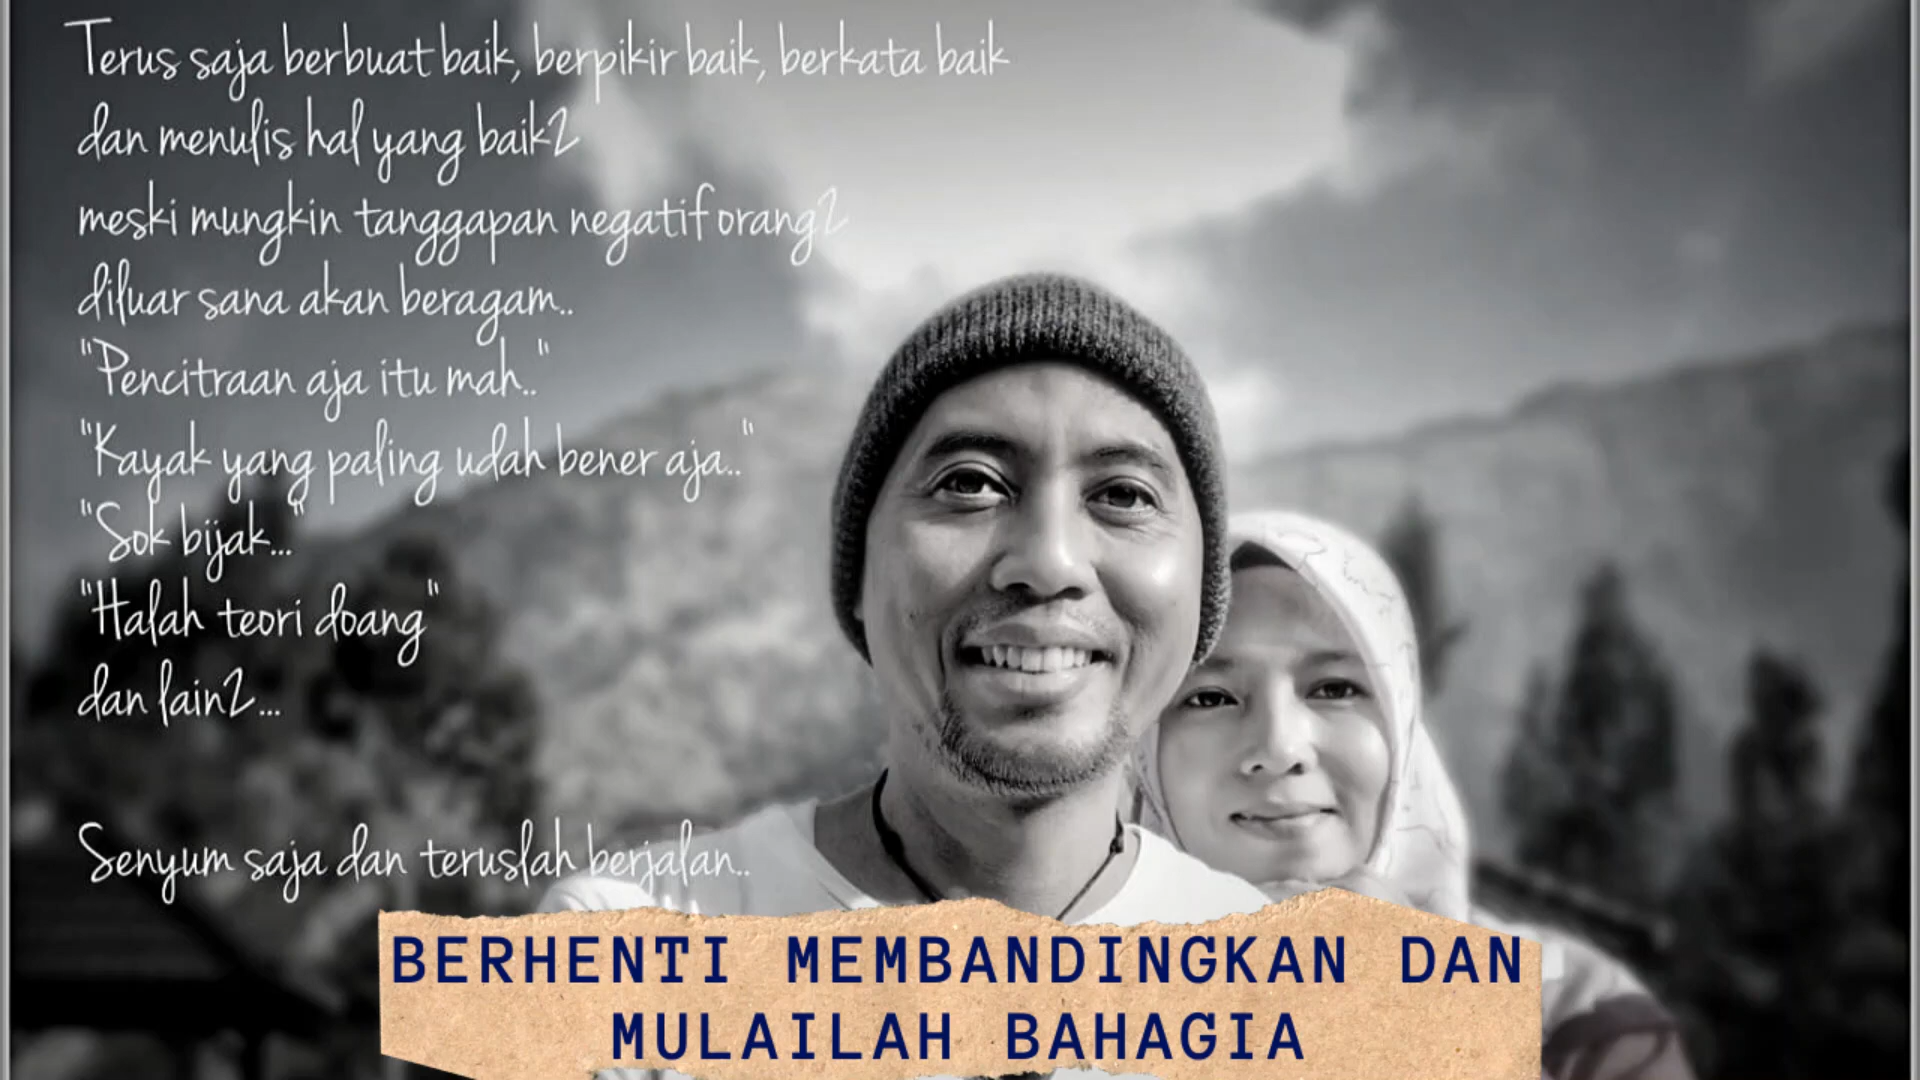 Terus saja berbuat baik, berpikir baik, berkata baik
dan menulis hal yang baik2
meski mungkin tanggapan negatif orang2
diluar sana akan beragam..
"Pencitraan aja itu mah.."
"Kayak yang paling udah bener aja.."
"Sok bijak..."
"Halah teori doang"
dan lain2...
Senyum saja dan teruslah berjalan..
BERHENTI MEMBANDINGKAN DAN
MULAILAH BAHAGIA